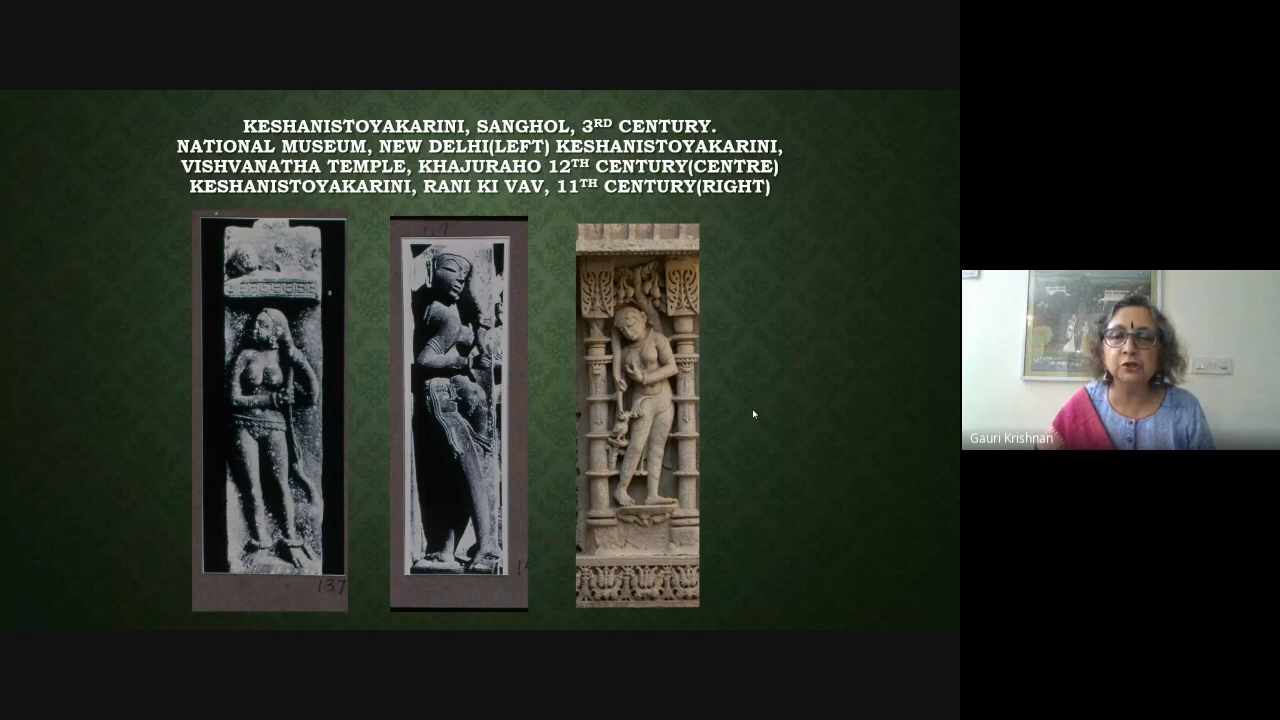 KESHANISTOYAKARINI, SANGHOL, 3RD CENTURY.
NATIONAL MUSEUM, NEW DELHI(LEFT) KESHANISTOYAKARINI,
VISHVANATHA TEMPLE, KHAJURAHO 12TH CENTURY(CENTRE)
KESHANISTOYAKARINI, RANI KI VAV, 11TH CENTURY(RIGHT)
137
Gauri Krishnan